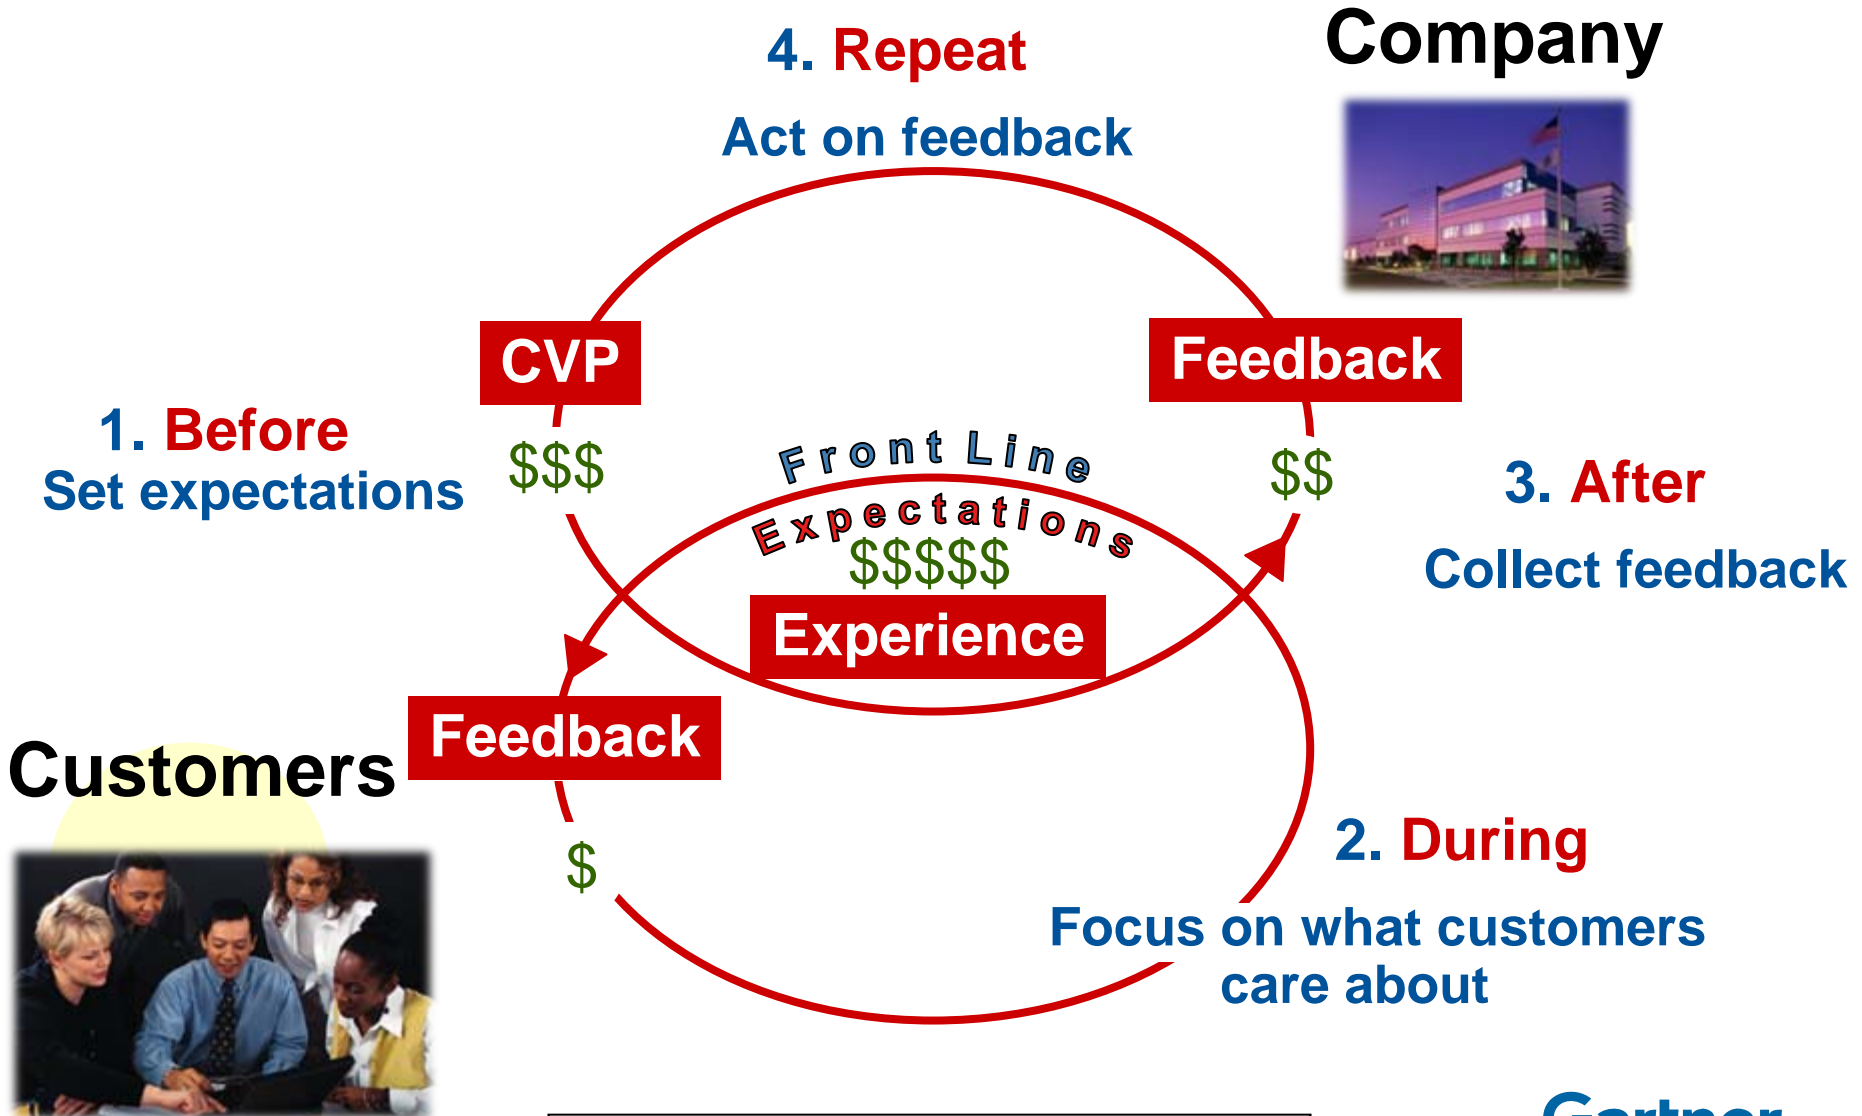 Company
4. Repeat
Act on feedback
CVP
Feedback
1. Before
Set expectations
$$$
Front Line
Expectations
$$$$$
Experience
$$
3. After
Collect feedback
Feedback
Customers
$
2. During
Focus on what customers
care about
Gartner